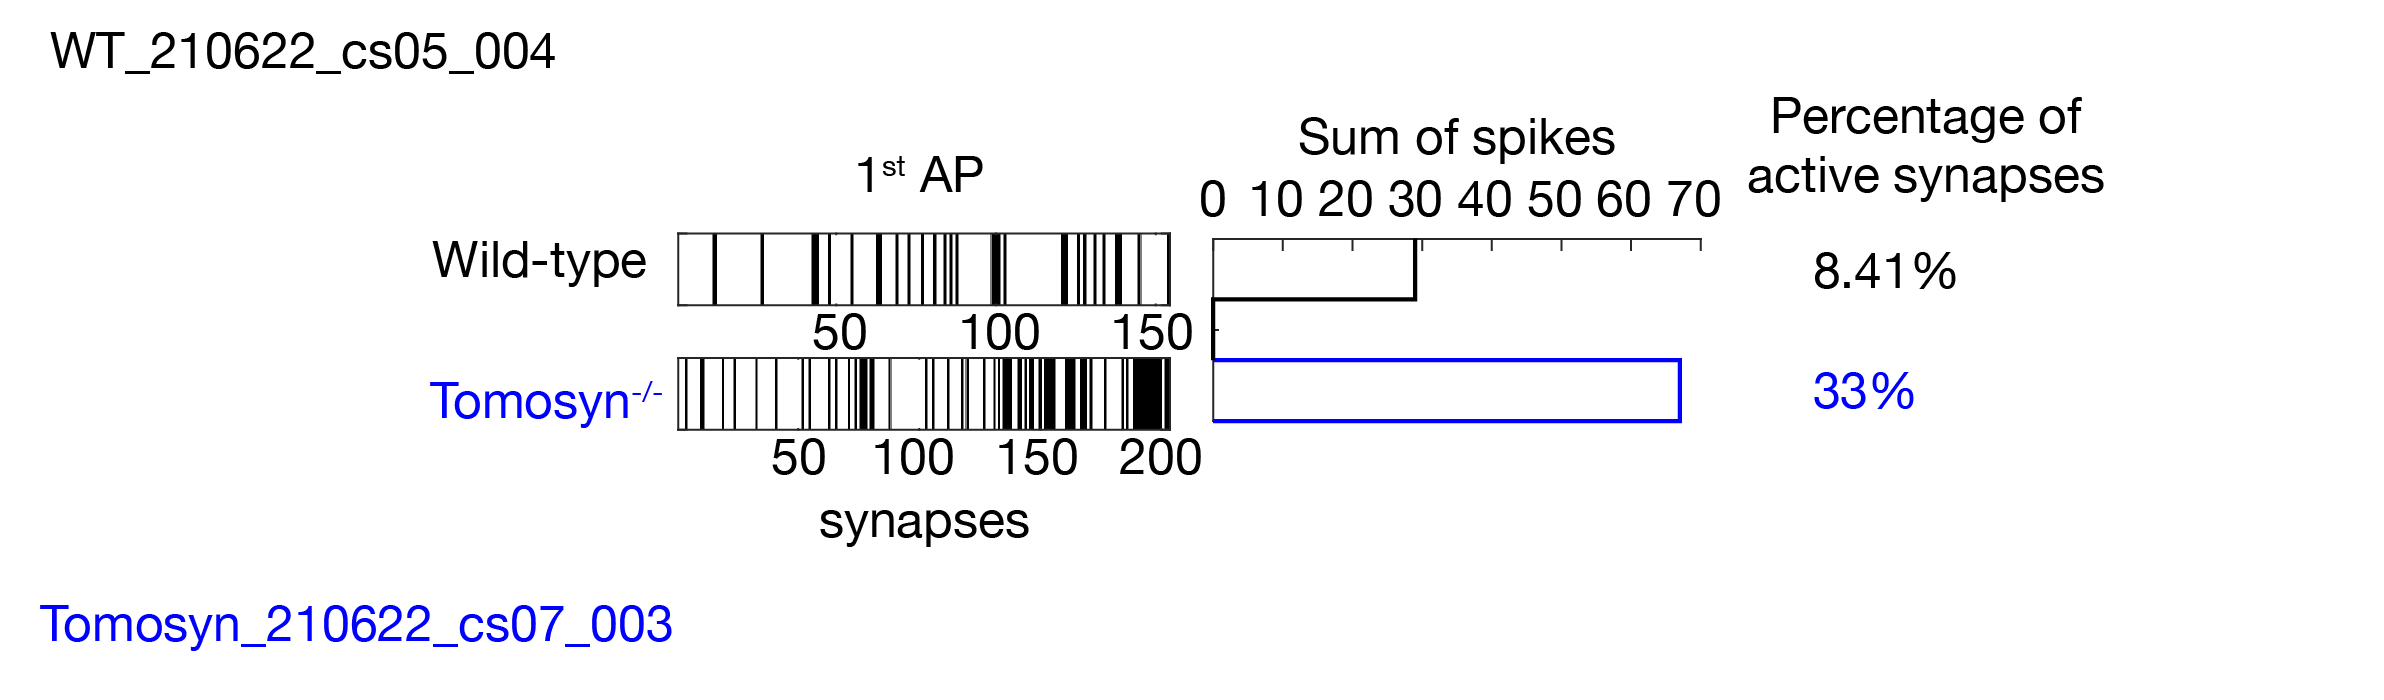 WT_210622_cs05_004
Percentage of
active synapses
Sum of spikes
1st AP
0 10 20 30 40 50 60 70
Wild-type
8.41%
50 100 150
Tomosyn-/-
33%
50 100 150 200
synapses
Tomosyn_210622_cs07_003